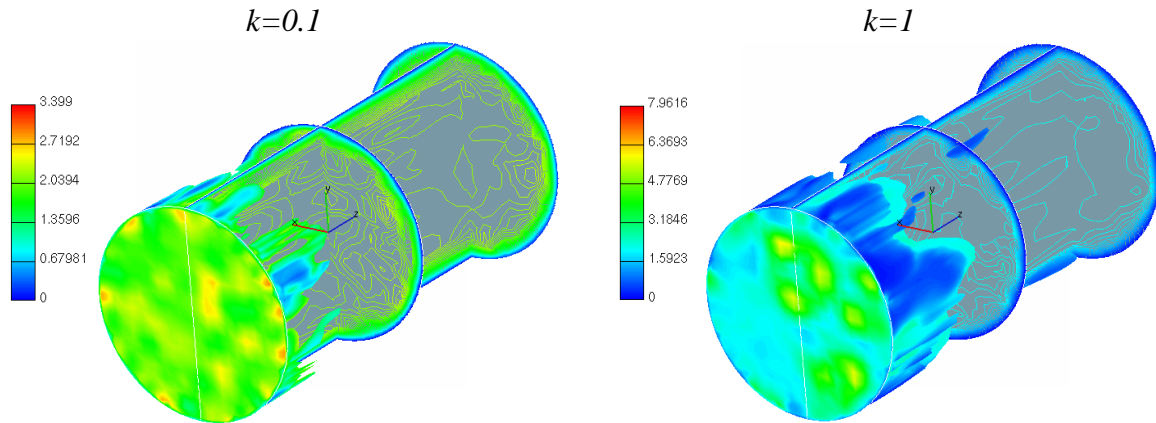 k=0.1
k=1
3.399
2.7192
2.0394
1.3596
0.67981
0
y
x
z
7.9616
6.3693
4.7769
3.1846
1.5923
0
y
x
z